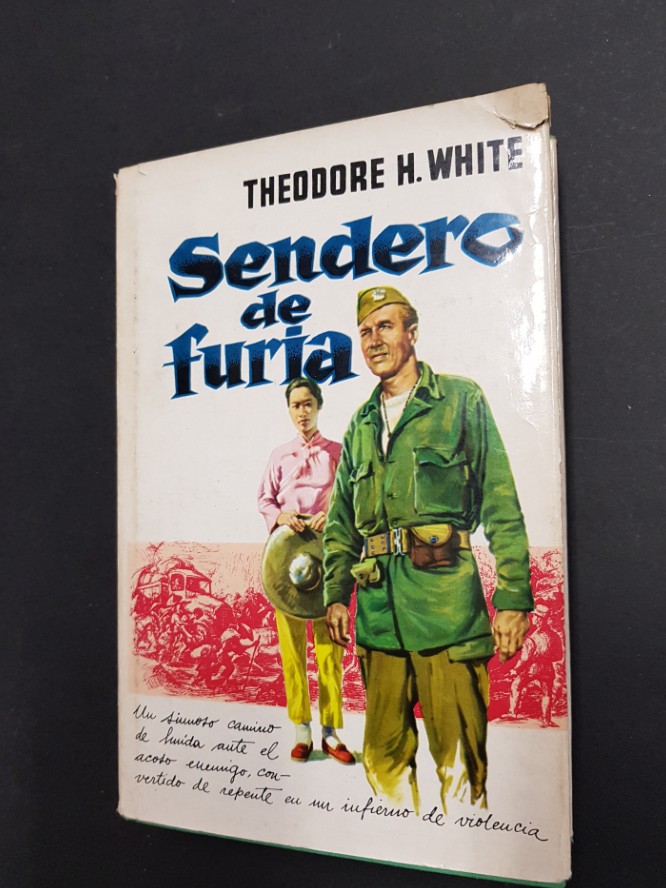 THEODORE H. WHITE
Sendero
de
furia
Un sinuoso camino
de huida ante el
acoso enemigo, con-
vertido de repente en un infierno de violencia